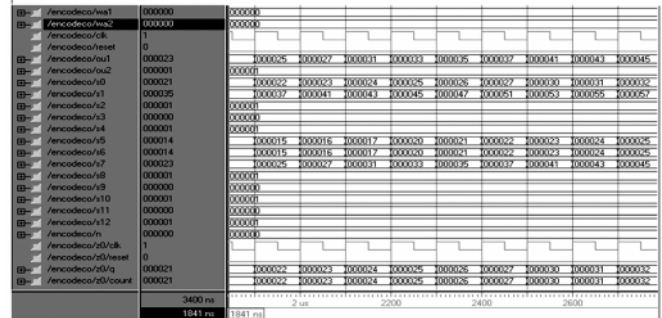 /encodeco/wa1 000000 000000
/encodeco/wa2 000000 000000
/encodeco/clk 1
/encodeco/reset 0
/encodeco/ou1 000023 000025 000027 000031 000033 000035 000037 000041 000043 000045
/encodeco/ou2 000001 000001
/encodeco/s0 000021 000022 000023 000024 000025 000026 000027 000030 000031 000032
/encodeco/s1 000035 000037 000041 000043 000045 000047 000051 000053 000055 000057
/encodeco/s2 000001 000001
/encodeco/s3 000000 000000
/encodeco/s4 000001 000001
/encodeco/s5 000014 000015 000016 000017 000020 000021 000022 000023 000024 000025
/encodeco/s6 000014 000015 000016 000017 000020 000021 000022 000023 000024 000025
/encodeco/s7 000023 000025 000027 000031 000033 000035 000037 000041 000043 000045
/encodeco/s8 000001 000001
/encodeco/s9 000000 000000
/encodeco/s10 000001 000001
/encodeco/s11 000000 000000
/encodeco/s12 000001 000001
/encodeco/n 000000 000000
/encodeco/z0/clk 1
/encodeco/z0/reset 0
/encodeco/z0/q 000021 000022 000023 000024 000025 000026 000027 000030 000031 000032
/encodeco/z0/count 000021 000022 000023 000024 000025 000026 000027 000030 000031 000032
3400 ns 2 us 2200 2400 2600
1841 ns 1841 ns